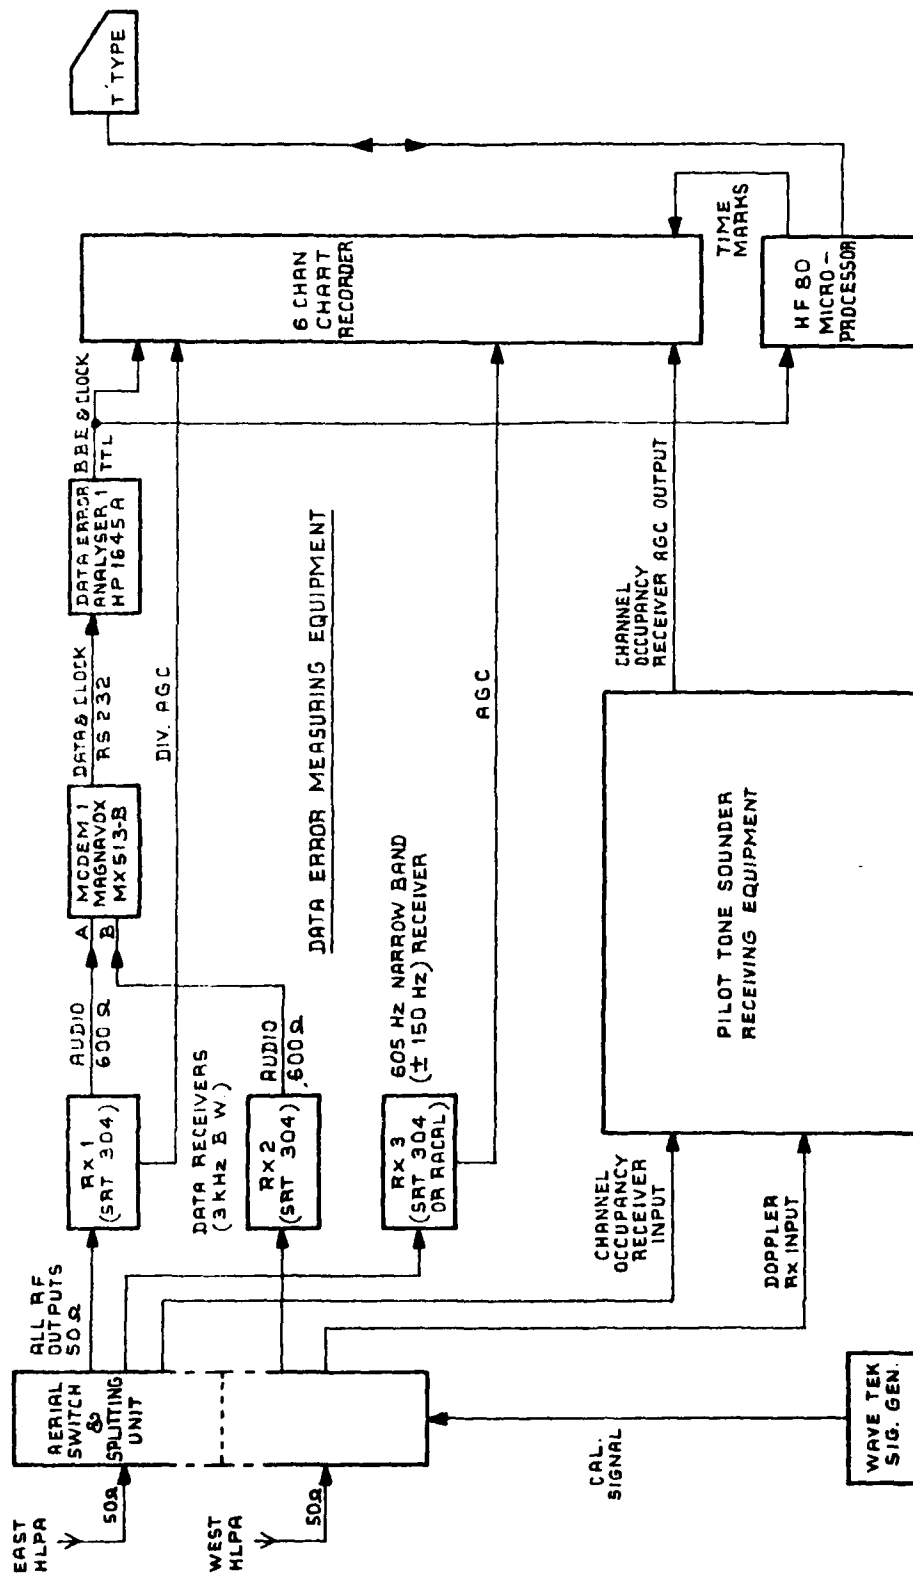 EAST
HLPA
50Ω
WEST
HLPA
50Ω
AERIAL
SWITCH
&
SPLITTING
UNIT
ALL RF
OUTPUTS
50Ω
CAL.
SIGNAL
WAVE TEK
SIG. GEN.
RX 1
(SRT 304)
DATA RECEIVERS
(3 KHZ B W.)
RX 2
(SRT 304)
RX 3
(SRT 304
OR RACAL)
605 HZ NARROW BAND
(± 150 HZ) RECEIVER
CHANNEL
OCCUPANCY
RECEIVER
INPUT
DOPPLER
RX INPUT
AUDIO
600Ω
AUDIO
600Ω
A
B
MCDEM 1
MAGNAVOX
MX 513-B
DATA & CLOCK
RS 232
DATA ERROR
ANALYSER 1
HP 1645 A
BBE & CLOCK
TTL
DIV. AGC
DATA ERROR MEASURING EQUIPMENT
AGC
PILOT TONE SOUNDER
RECEIVING EQUIPMENT
CHANNEL
OCCUPANCY
RECEIVER AGC OUTPUT
6 CHAN
CHART
RECORDER
TIME
MARKS
HF 80
MICRO-
PROCESSOR
T'TYPE